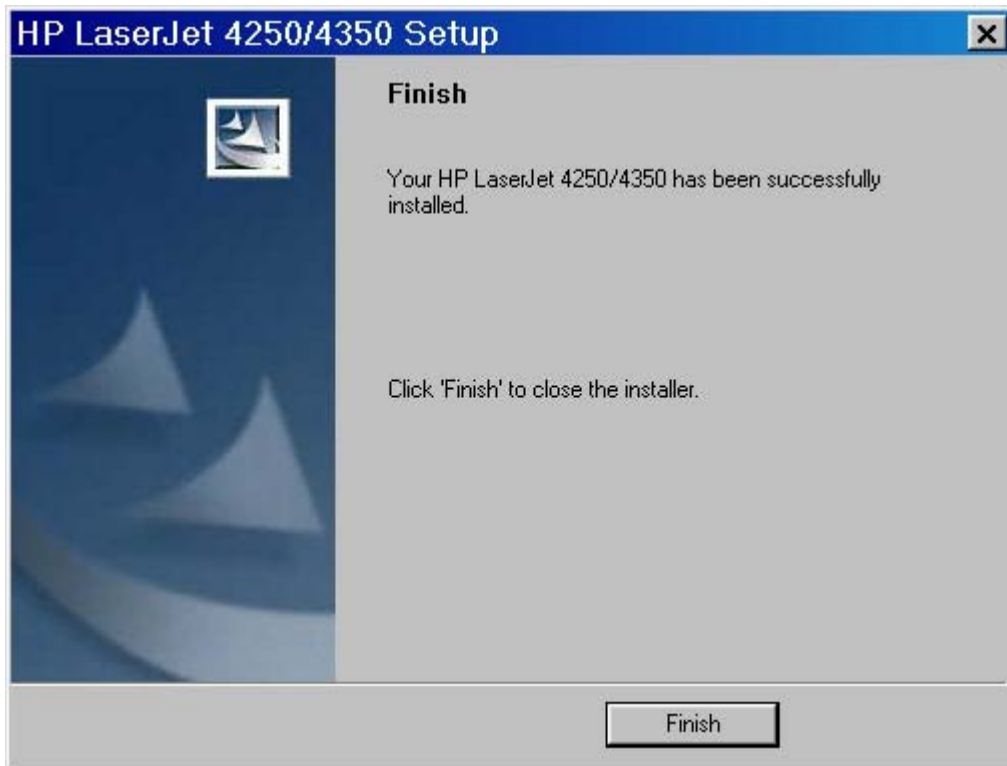 HP LaserJet 4250/4350 Setup
Finish
Your HP LaserJet 4250/4350 has been successfully
installed.
Click 'Finish' to close the installer.
Finish